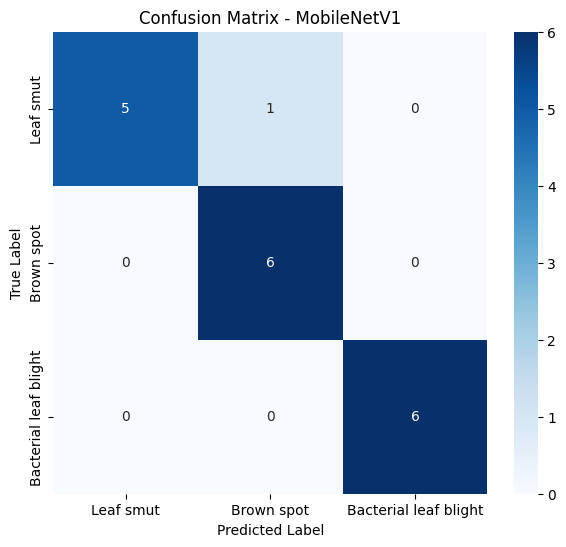 Confusion Matrix - MobileNetV1
True Label
Leaf smut
Brown spot
Bacterial leaf blight
5 1 0
0 6 0
0 0 6
Leaf smut Brown spot Bacterial leaf blight
Predicted Label
6
5
4
3
2
1
0